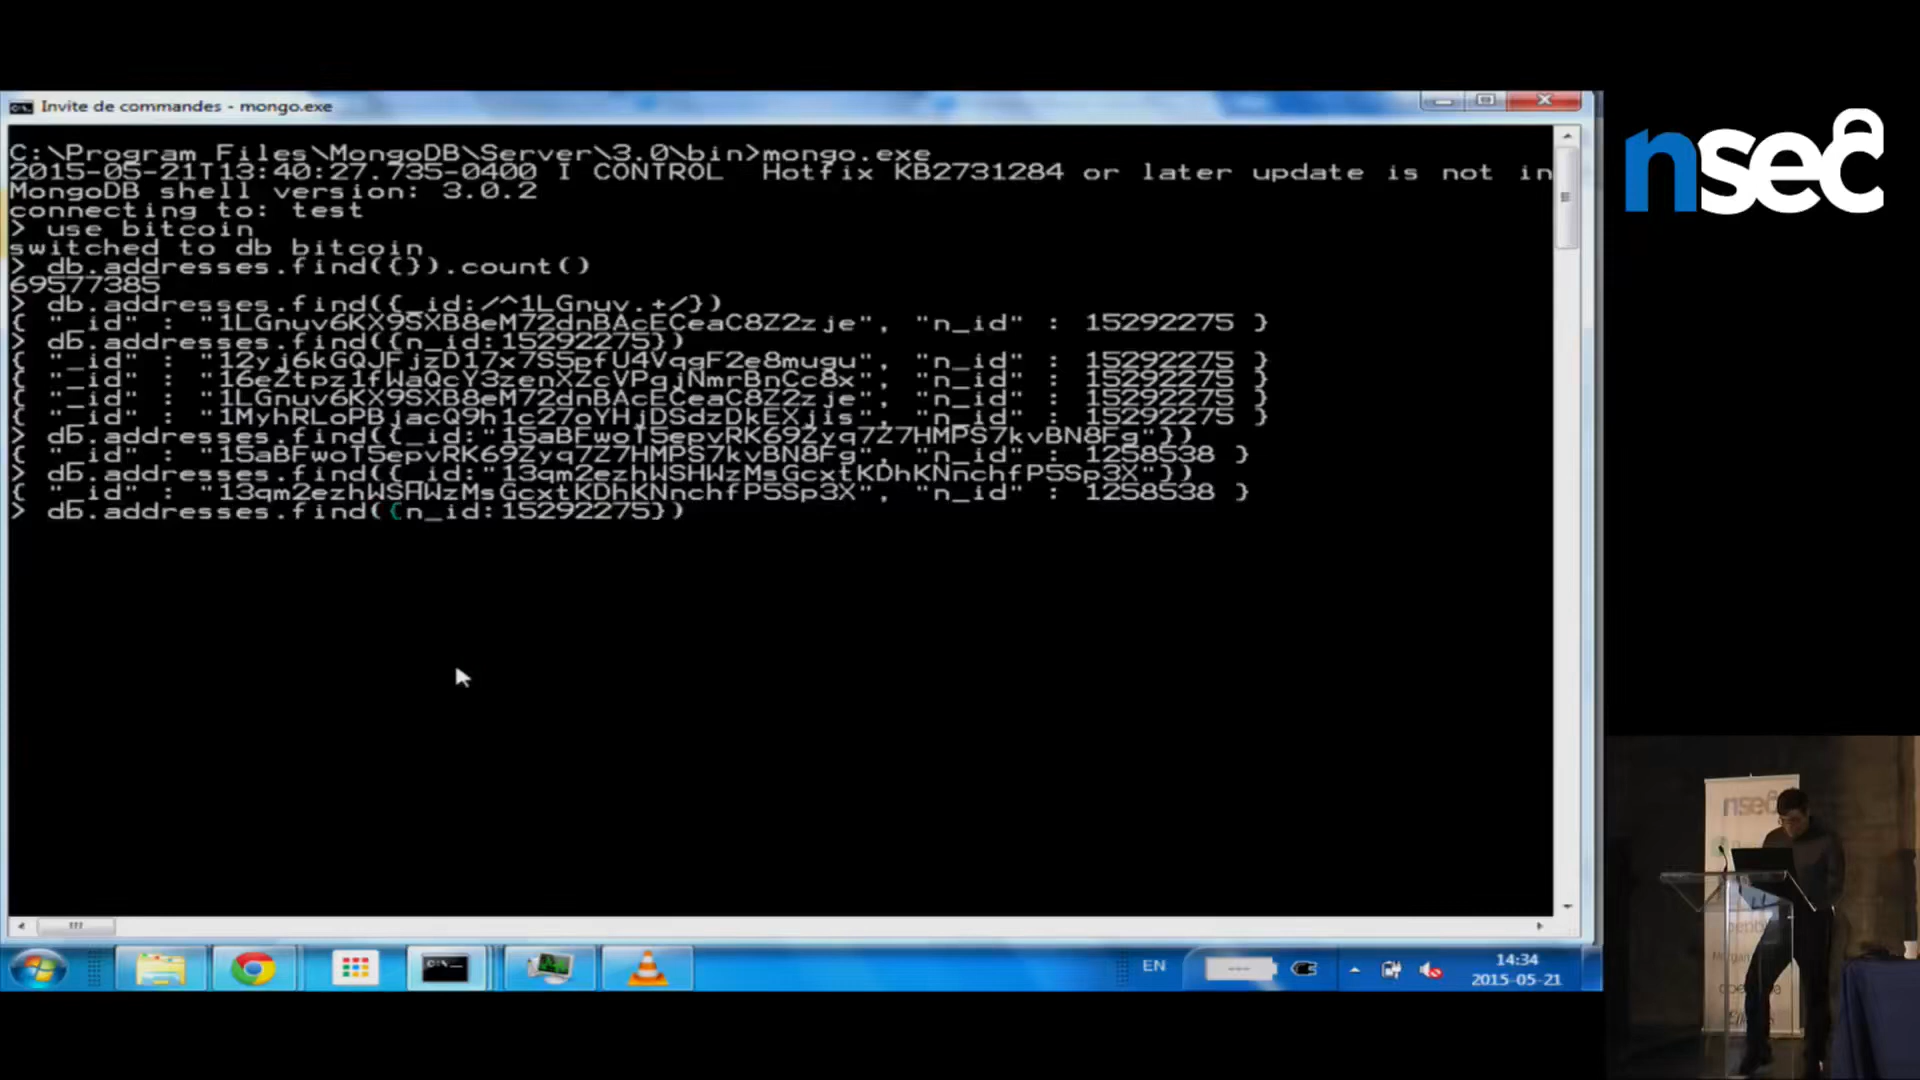 Invite de commandes - mongo.exe
C:\Program Files\MongoDB\Server\3.0\bin>mongo.exe
2015-05-21T13:40:27.735-0400 I CONTROL  Hotfix KB2731284 or later update is not in
MongoDB shell version: 3.0.2
connecting to: test
> use bitcoin
switched to db bitcoin
> db.addresses.find({}).count()
69577385
> db.addresses.find({_id:/^1LGnuv.+/})
{ "_id" : "1LGnuv6KX9SXB8eM72dnBAcECeaC8Z2zje", "n_id" : 15292275 }
> db.addresses.find({n_id:15292275})
{ "_id" : "12yj6kGQJFjzD17x7S5pfU4VqgF2e8mugu", "n_id" : 15292275 }
{ "_id" : "16eZtpz1fWaQcY3zenXZcVPgjNmrBnCc8x", "n_id" : 15292275 }
{ "_id" : "1LGnuv6KX9SXB8eM72dnBAcECeaC8Z2zje", "n_id" : 15292275 }
{ "_id" : "1MyhRLoPBjacQ9h1c27oYHjDSdzDkEXjis", "n_id" : 15292275 }
> db.addresses.find({_id:"15aBFwoT5epvRK69Zyq7Z7HMPS7kvBN8Fg"})
{ "_id" : "15aBFwoT5epvRK69Zyq7Z7HMPS7kvBN8Fg", "n_id" : 1258538 }
> db.addresses.find({_id:"13qm2ezhWSHWzMsGcxtKDhKNnchfP5Sp3X"})
{ "_id" : "13qm2ezhWSHWzMsGcxtKDhKNnchfP5Sp3X", "n_id" : 1258538 }
> db.addresses.find({n_id:15292275})
EN
14:34
2015-05-21
nsec
nsec